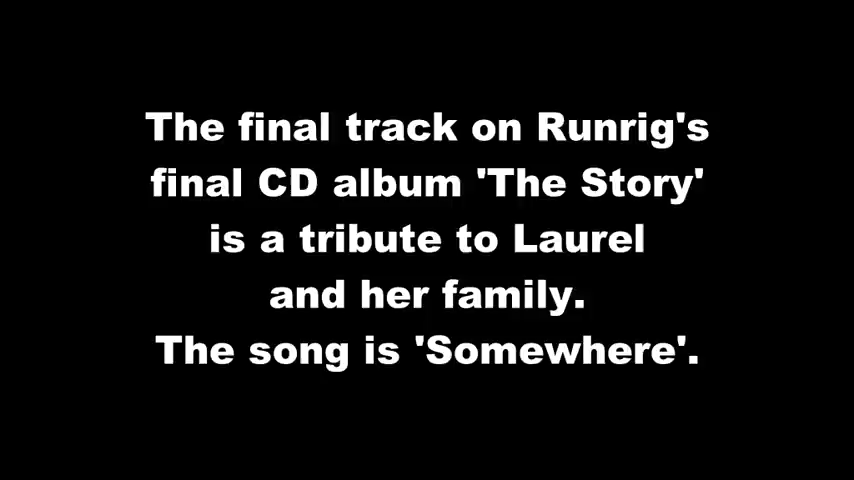 The final track on Runrig's
final CD album 'The Story'
is a tribute to Laurel
and her family.
The song is 'Somewhere'.